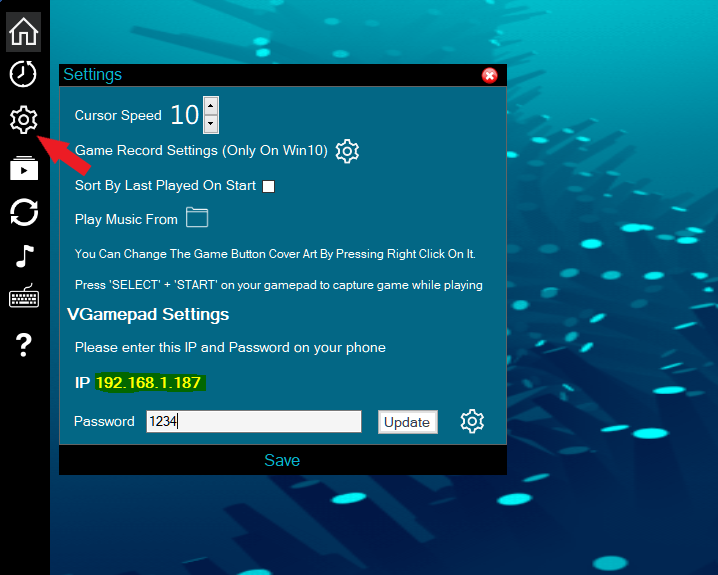 Settings
Cursor Speed 10
Game Record Settings (Only On Win10)
Sort By Last Played On Start
Play Music From
You Can Change The Game Button Cover Art By Pressing Right Click On It.
Press 'SELECT' + 'START' on your gamepad to capture game while playing
VGamepad Settings
Please enter this IP and Password on your phone
IP 192.168.1.187
Password 1234 Update
Save
?